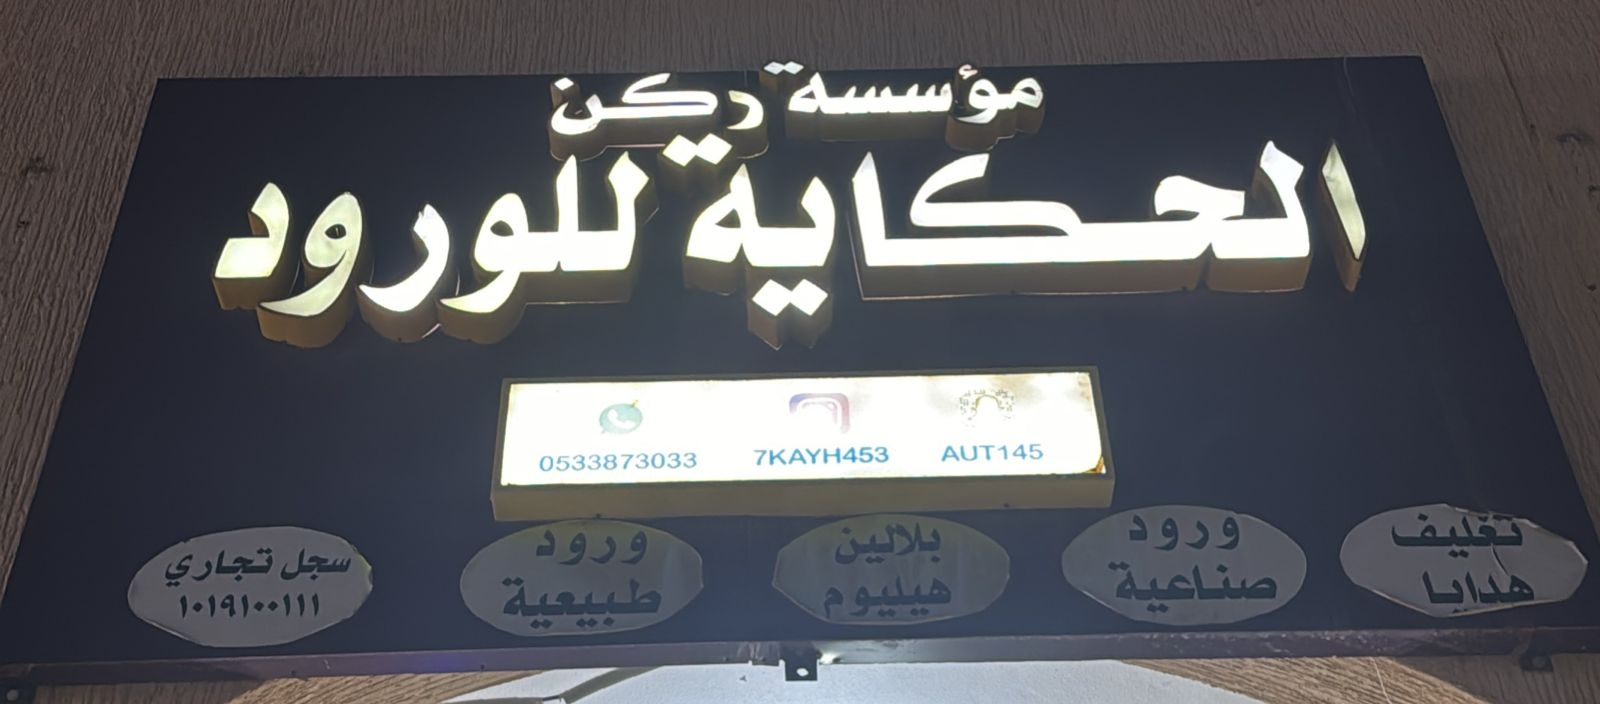 مؤسسة ركن
الحكاية للورود
0533873033 7KAYH453 AUT145
تغليف هدايا
ورود صناعية
بلالين هيليوم
ورود طبيعية
سجل تجاري
١٠١٩١٠٠١١١